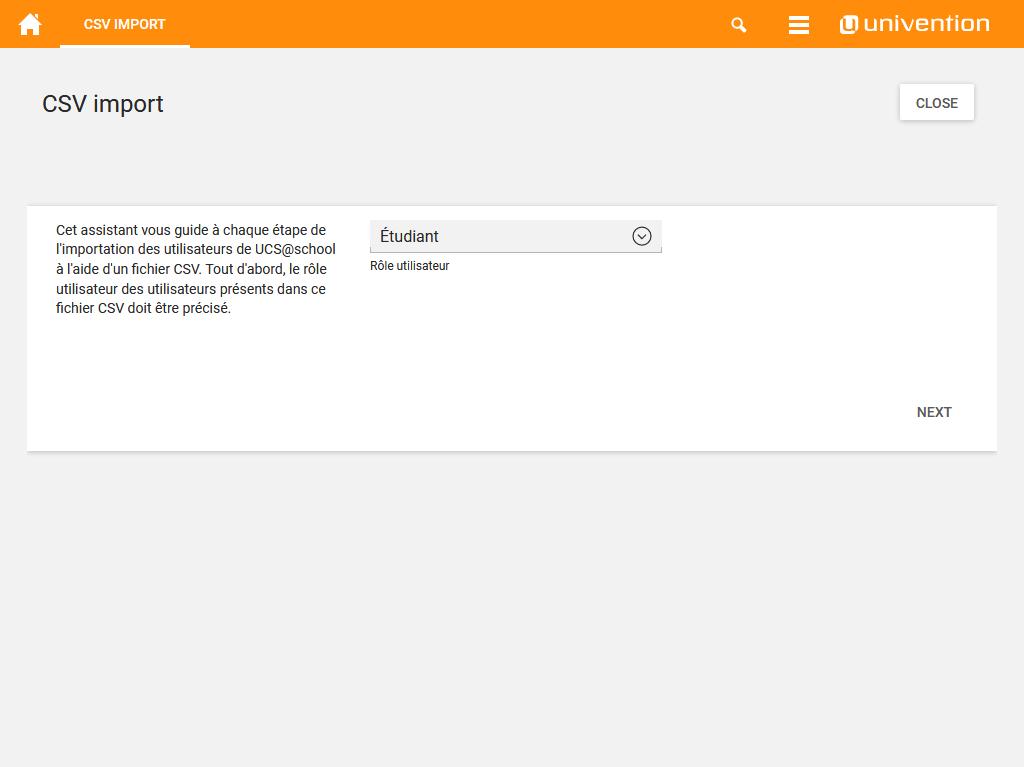 CSV IMPORT
univention
CSV import
CLOSE
Cet assistant vous guide à chaque étape de
l'importation des utilisateurs de UCS@school
à l'aide d'un fichier CSV. Tout d'abord, le rôle
utilisateur des utilisateurs présents dans ce
fichier CSV doit être précisé.
Étudiant
Rôle utilisateur
NEXT